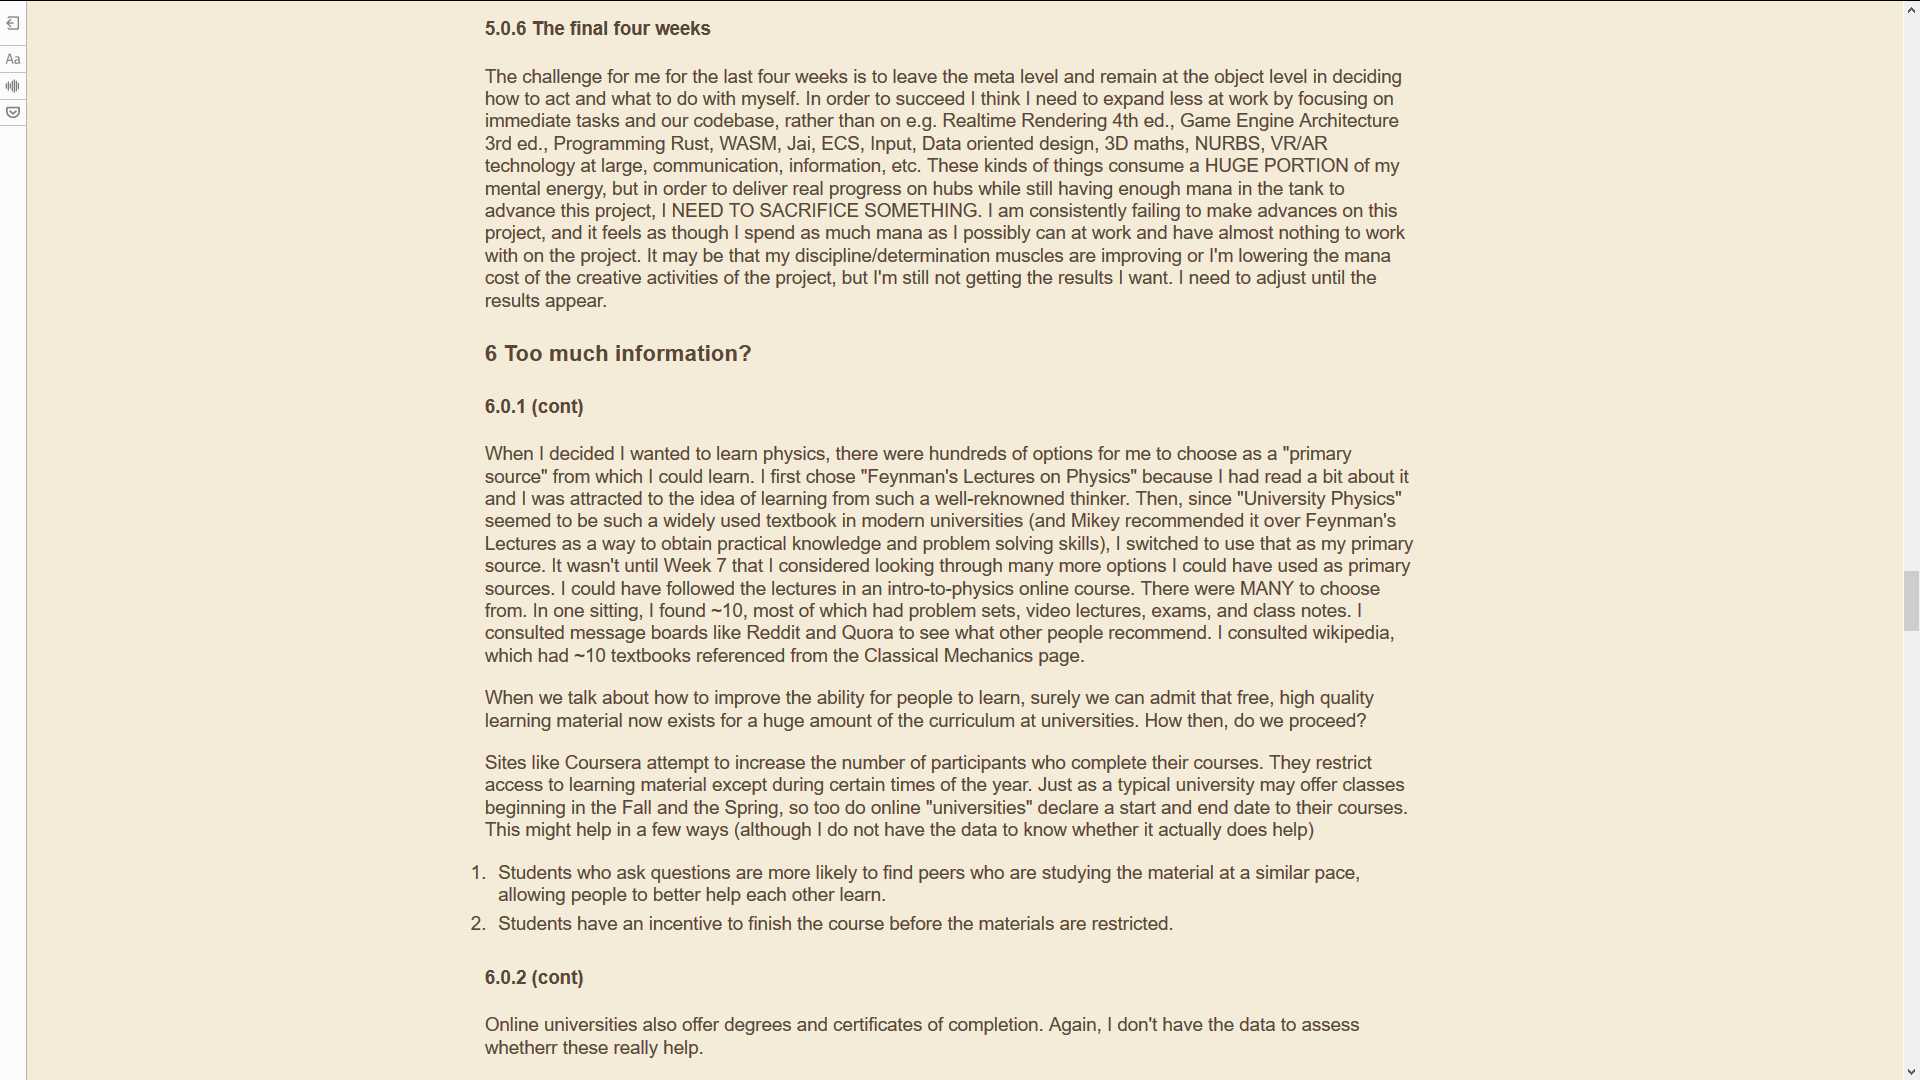 Aa
5.0.6 The final four weeks
The challenge for me for the last four weeks is to leave the meta level and remain at the object level in deciding
how to act and what to do with myself. In order to succeed I think I need to expand less at work by focusing on
immediate tasks and our codebase, rather than on e.g. Realtime Rendering 4th ed., Game Engine Architecture
3rd ed., Programming Rust, WASM, Jai, ECS, Input, Data oriented design, 3D maths, NURBS, VR/AR
technology at large, communication, information, etc. These kinds of things consume a HUGE PORTION of my
mental energy, but in order to deliver real progress on hubs while still having enough mana in the tank to
advance this project, I NEED TO SACRIFICE SOMETHING. I am consistently failing to make advances on this
project, and it feels as though I spend as much mana as I possibly can at work and have almost nothing to work
with on the project. It may be that my discipline/determination muscles are improving or I'm lowering the mana
cost of the creative activities of the project, but I'm still not getting the results I want. I need to adjust until the
results appear.
6 Too much information?
6.0.1 (cont)
When I decided I wanted to learn physics, there were hundreds of options for me to choose as a "primary
source" from which I could learn. I first chose "Feynman's Lectures on Physics" because I had read a bit about it
and I was attracted to the idea of learning from such a well-reknowned thinker. Then, since "University Physics"
seemed to be such a widely used textbook in modern universities (and Mikey recommended it over Feynman's
Lectures as a way to obtain practical knowledge and problem solving skills), I switched to use that as my primary
source. It wasn't until Week 7 that I considered looking through many more options I could have used as primary
sources. I could have followed the lectures in an intro-to-physics online course. There were MANY to choose
from. In one sitting, I found ~10, most of which had problem sets, video lectures, exams, and class notes. I
consulted message boards like Reddit and Quora to see what other people recommend. I consulted wikipedia,
which had ~10 textbooks referenced from the Classical Mechanics page.
When we talk about how to improve the ability for people to learn, surely we can admit that free, high quality
learning material now exists for a huge amount of the curriculum at universities. How then, do we proceed?
Sites like Coursera attempt to increase the number of participants who complete their courses. They restrict
access to learning material except during certain times of the year. Just as a typical university may offer classes
beginning in the Fall and the Spring, so too do online "universities" declare a start and end date to their courses.
This might help in a few ways (although I do not have the data to know whether it actually does help)
1. Students who ask questions are more likely to find peers who are studying the material at a similar pace,
allowing people to better help each other learn.
2. Students have an incentive to finish the course before the materials are restricted.
6.0.2 (cont)
Online universities also offer degrees and certificates of completion. Again, I don't have the data to assess
whetherr these really help.